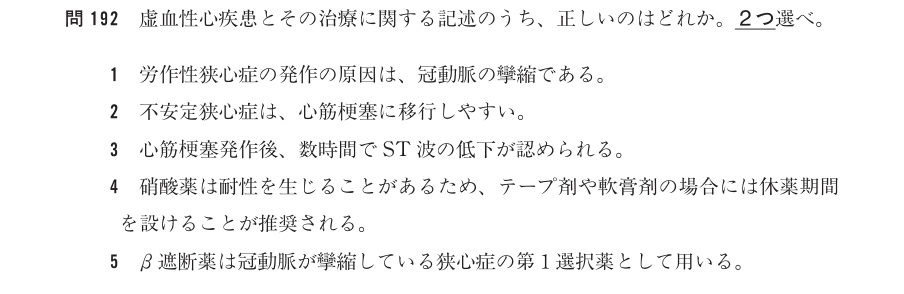 問 192　虚血性心疾患とその治療に関する記述のうち、正しいのはどれか。２つ選べ。
1　労作性狭心症の発作の原因は、冠動脈の攣縮である。
2　不安定狭心症は、心筋梗塞に移行しやすい。
3　心筋梗塞発作後、数時間で ST 波の低下が認められる。
4　硝酸薬は耐性を生じることがあるため、テープ剤や軟膏剤の場合には休薬期間
を設けることが推奨される。
5　β遮断薬は冠動脈が攣縮している狭心症の第１選択薬として用いる。